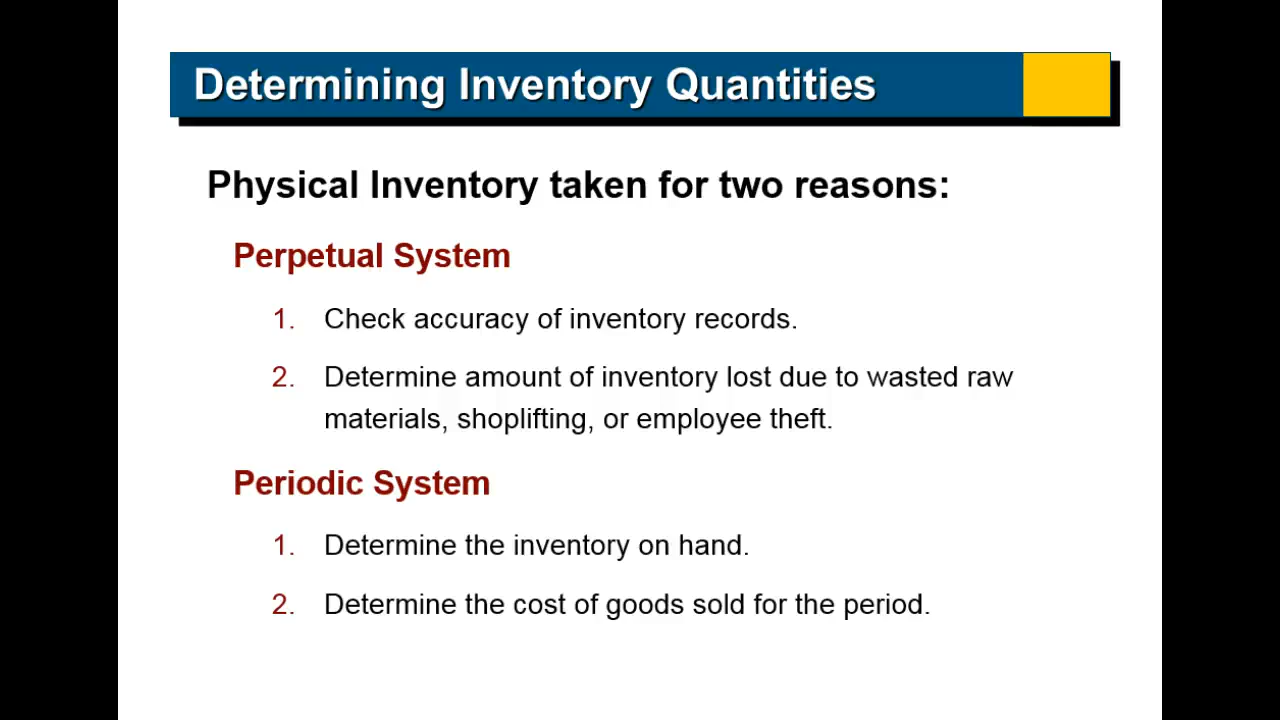 Determining Inventory Quantities
Physical Inventory taken for two reasons:
Perpetual System
1. Check accuracy of inventory records.
2. Determine amount of inventory lost due to wasted raw
materials, shoplifting, or employee theft.
Periodic System
1. Determine the inventory on hand.
2. Determine the cost of goods sold for the period.